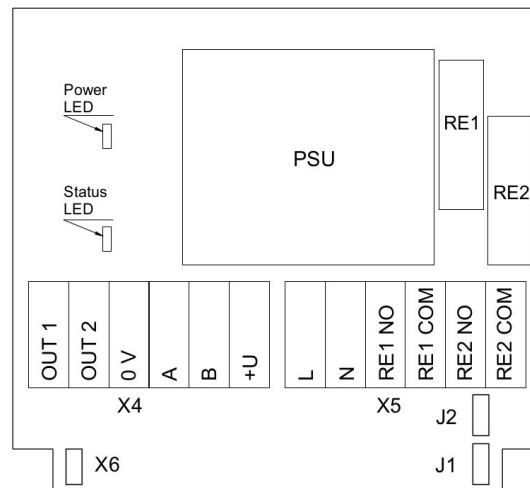 Power
LED
RE1
PSU
RE2
Status
LED
OUT 1
OUT 2
0 V
A
B
+U
L
N
RE1 NO
RE1 COM
RE2 NO
RE2 COM
X4
X5
J2
X6
J1